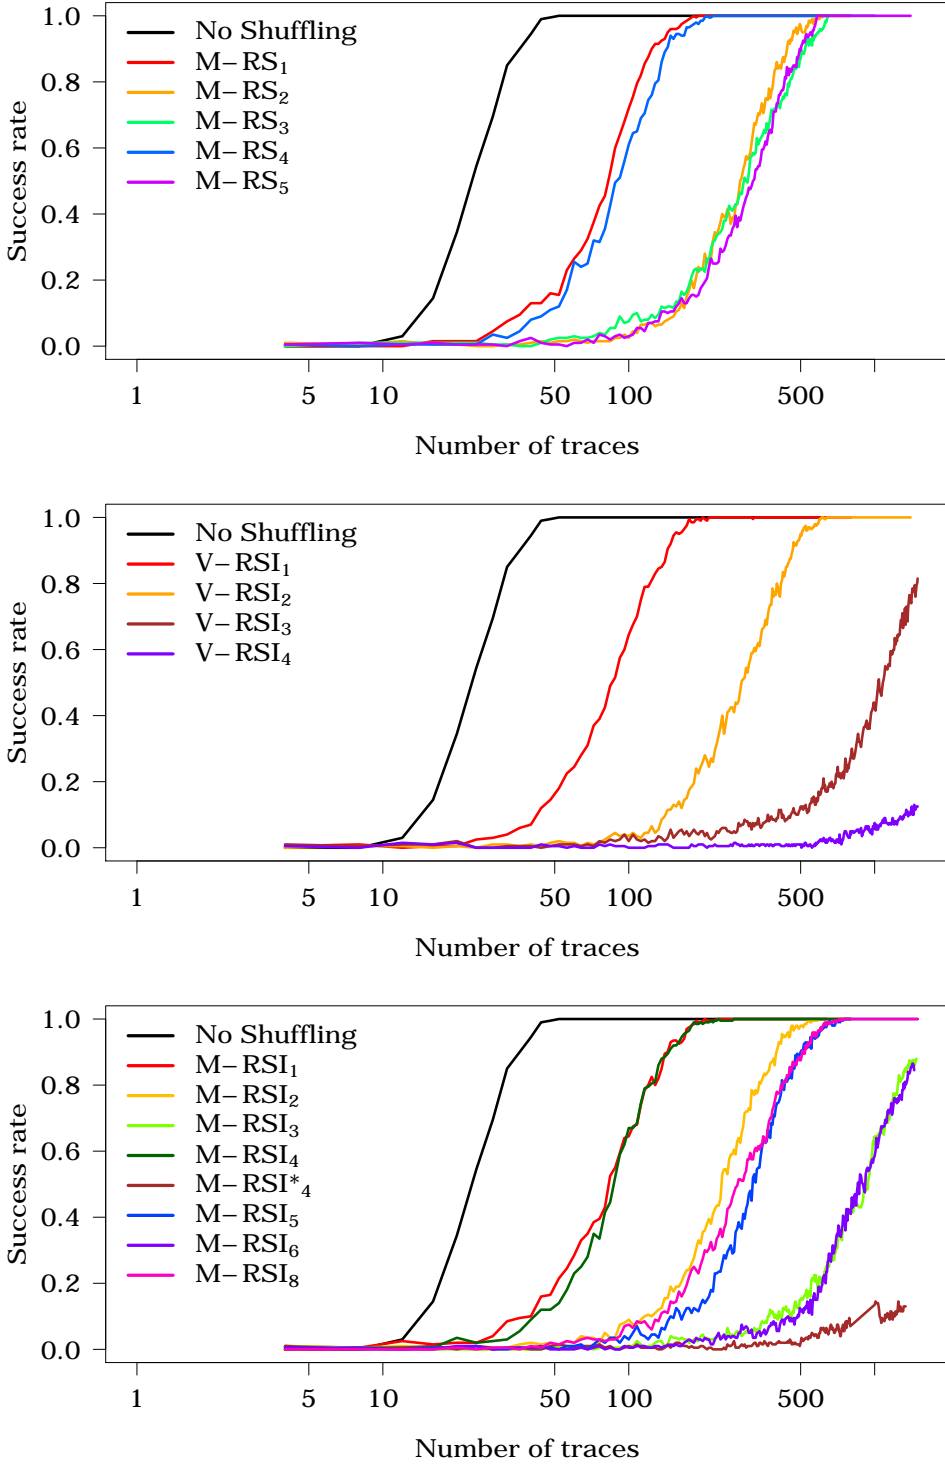 1.0
No Shuffling
M–RS1
0.8
M–RS2
M–RS3
0.6
M–RS4
M–RS5
0.4
0.2
0.0
Success rate
1 5 10 50 100 500
Number of traces
1.0
No Shuffling
V–RSI1
0.8
V–RSI2
V–RSI3
0.6
V–RSI4
0.4
0.2
0.0
Success rate
1 5 10 50 100 500
Number of traces
1.0
No Shuffling
M–RSI1
0.8
M–RSI2
M–RSI3
0.6
M–RSI4
M–RSI*4
0.4
M–RSI5
M–RSI6
0.2
M–RSI8
0.0
Success rate
1 5 10 50 100 500
Number of traces